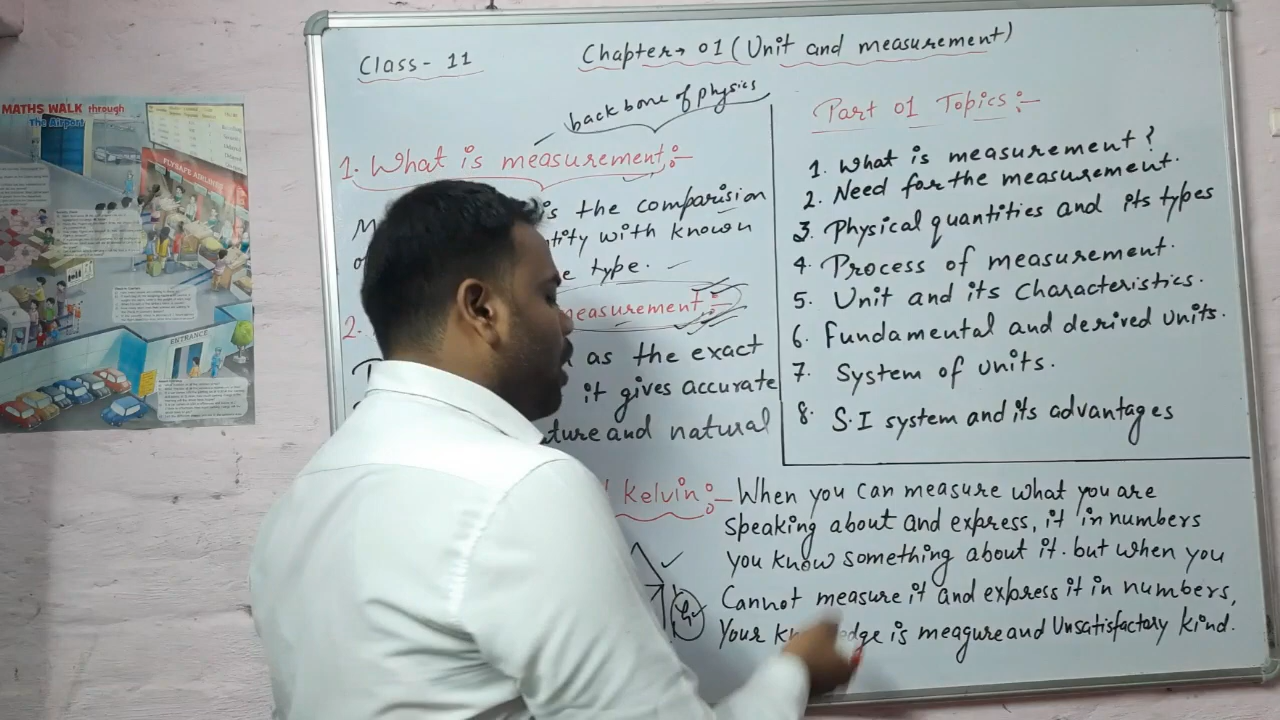 MATHS WALK through
The Airport
FLYSAFE AIRLINES
ENTRANCE
Class - 11
Chapter → 01 (Unit and measurement)
back bone of physics
1. What is measurement :-
is the comparision
with known
type.
2.
measurement :-
as the exact
it gives accurate
and natural
Kelvin :- When you can measure what you are
speaking about and express, it in numbers
you know something about it. but when you
Cannot measure it and express it in numbers,
Your is meagure and Unsatisfactory kind.
Part 01 Topics :-
1. What is measurement ?
2. Need for the measurement.
3. Physical quantities and its types
4. Process of measurement.
5. Unit and its Characteristics.
6. Fundamental and derived units.
7. System of units.
8. S.I system and its advantages